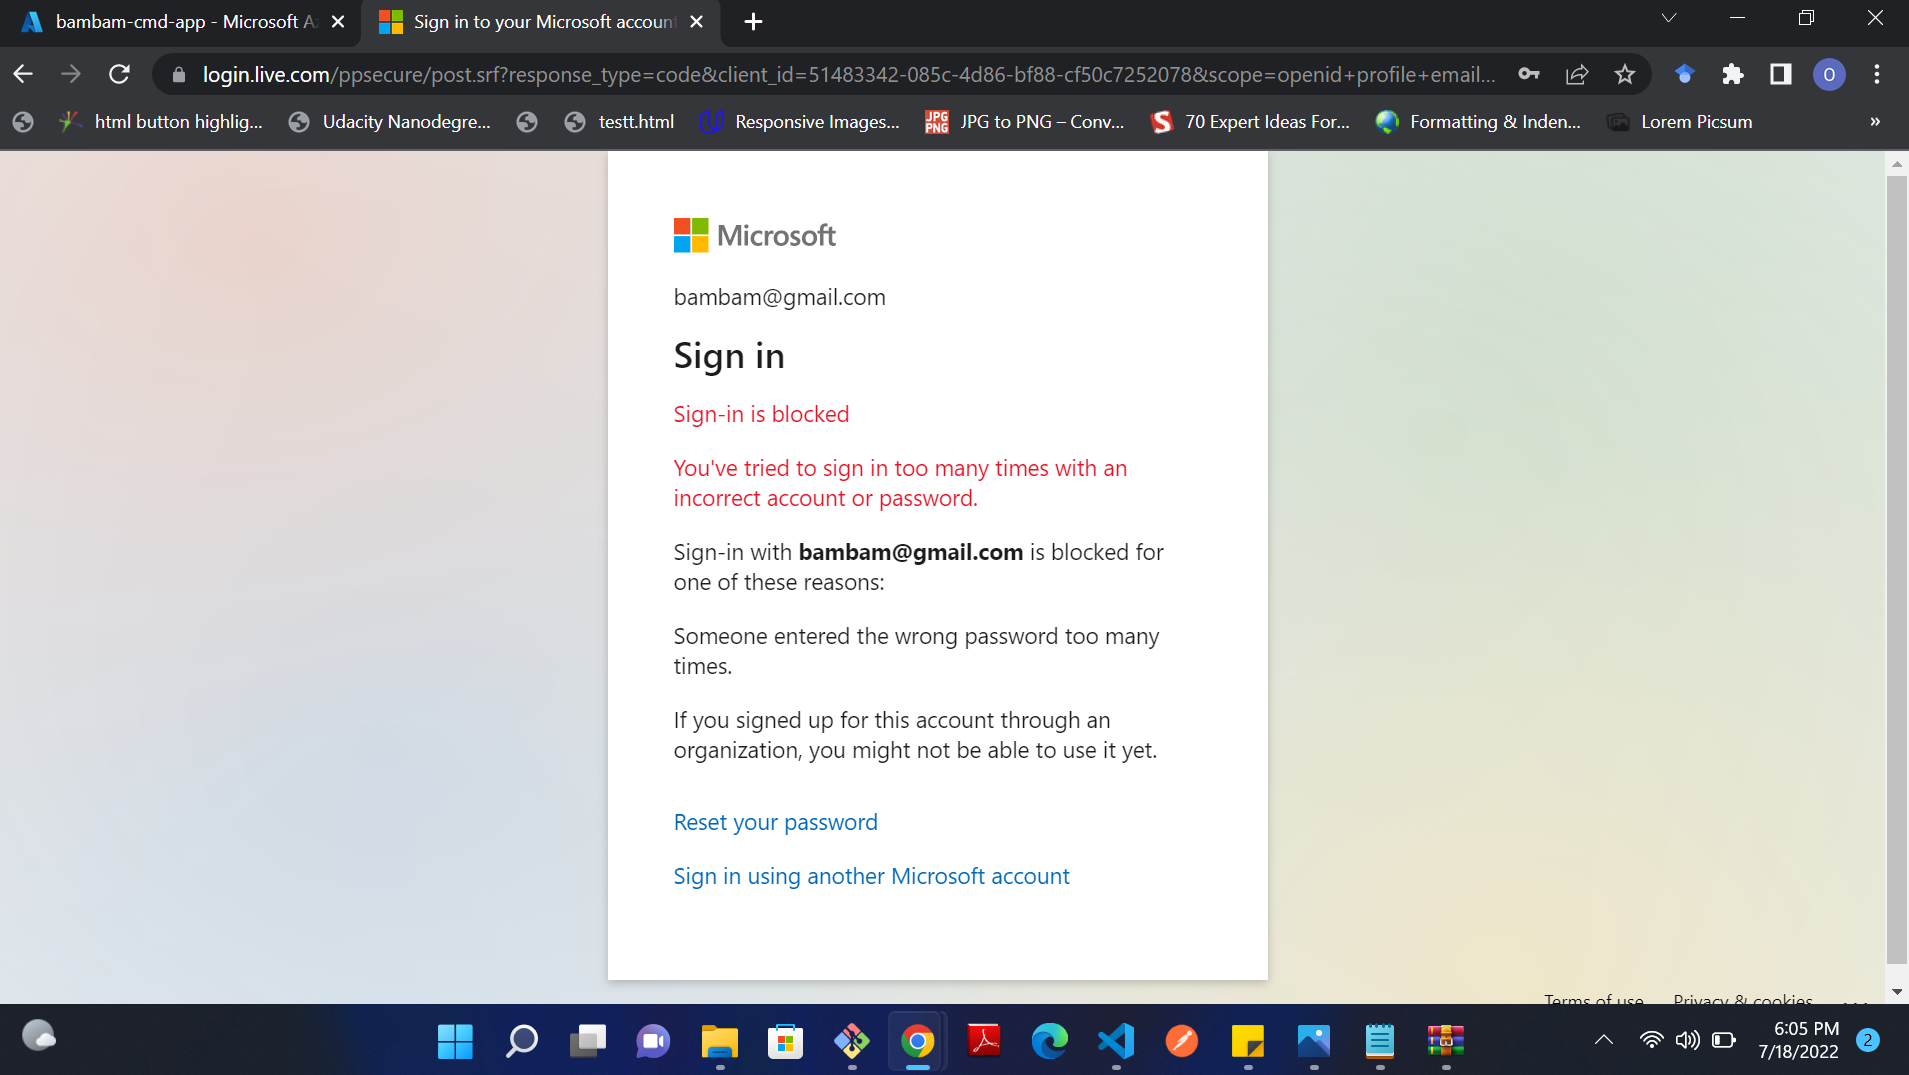 bambam-cmd-app - Microsoft A
Sign in to your Microsoft account
login.live.com/ppsecure/post.srf?response_type=code&client_id=51483342-085c-4d86-bf88-cf50c7252078&scope=openid+profile+email...
O
html button highlig...
Udacity Nanodegre...
testt.html
Responsive Images...
JPG PNG
JPG to PNG – Conv...
70 Expert Ideas For...
Formatting & Inden...
Lorem Picsum
»
Microsoft
bambam@gmail.com
Sign in
Sign-in is blocked
You've tried to sign in too many times with an
incorrect account or password.
Sign-in with bambam@gmail.com is blocked for
one of these reasons:
Someone entered the wrong password too many
times.
If you signed up for this account through an
organization, you might not be able to use it yet.
Reset your password
Sign in using another Microsoft account
Terms of use
Privacy & cookies
...
6:05 PM
7/18/2022
2